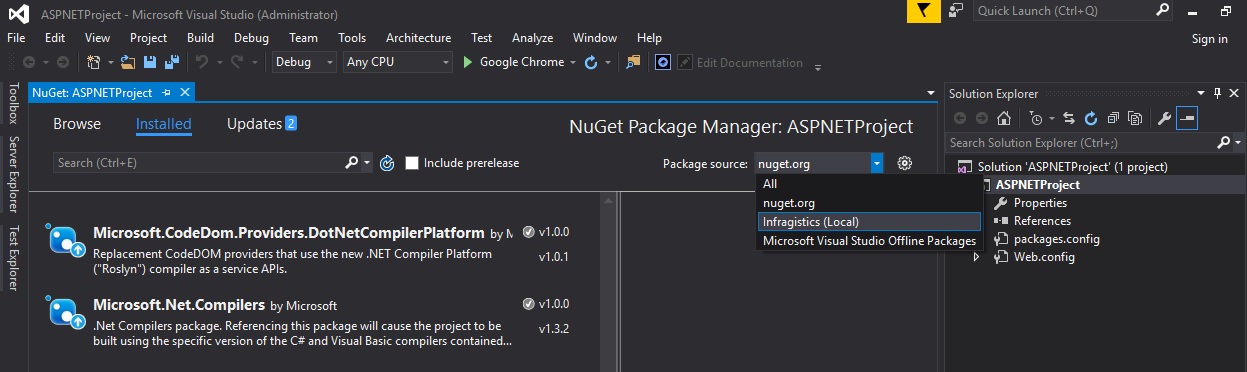 ASPNETProject - Microsoft Visual Studio (Administrator)
Quick Launch (Ctrl+Q)
File Edit View Project Build Debug Team Tools Architecture Test Analyze Window Help
Sign in
Debug Any CPU Google Chrome Edit Documentation
Toolbox
Server Explorer
Test Explorer
NuGet: ASPNETProject
Browse Installed Updates 2
NuGet Package Manager: ASPNETProject
Search (Ctrl+E)
Include prerelease
Package source: nuget.org
All
nuget.org
Infragistics (Local)
Microsoft Visual Studio Offline Packages
Microsoft.CodeDom.Providers.DotNetCompilerPlatform by M v1.0.0
Replacement CodeDOM providers that use the new .NET Compiler Platform v1.0.1
("Roslyn") compiler as a service APIs.
Microsoft.Net.Compilers by Microsoft v1.0.0
.Net Compilers package. Referencing this package will cause the project to be v1.3.2
built using the specific version of the C# and Visual Basic compilers contained...
Solution Explorer
Search Solution Explorer (Ctrl+;)
Solution 'ASPNETProject' (1 project)
ASPNETProject
Properties
References
packages.config
Web.config